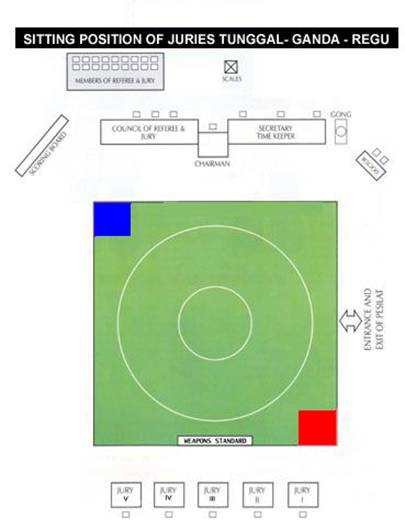 SITTING POSITION OF JURIES TUNGGAL- GANDA - REGU
MEMBERS OF REFEREE & JURY
SCALES
COUNCIL OF REFEREE &
JURY
SECRETARY
TIME KEEPER
GONG
CHAIRMAN
SCORING BOARD
DOCTOR
ENTRANCE AND
EXIT OF PESILAT
WEAPONS STANDARD
JURY
V
JURY
IV
JURY
III
JURY
II
JURY
I